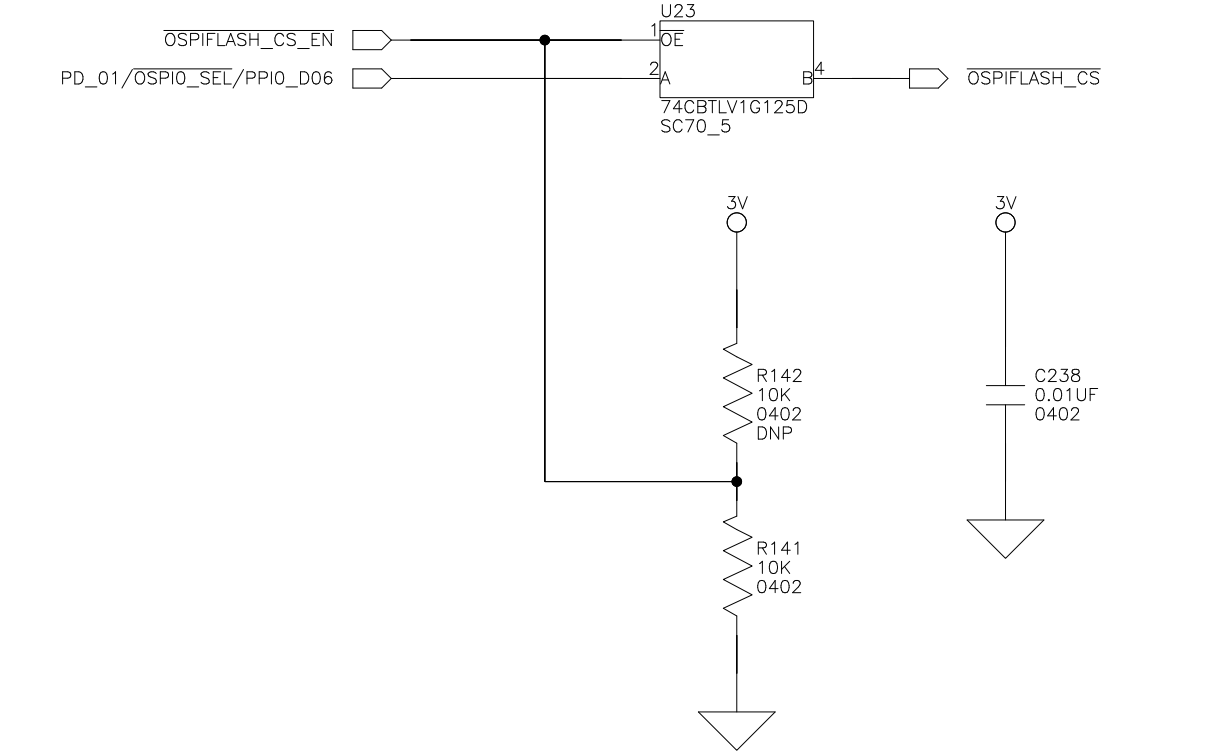 U23
OSPIFLASH_CS_EN
1
OE
PD_01/OSPI0_SEL/PPI0_D06
2
A
B
4
OSPIFLASH_CS
74CBTLV1G125D
SC70_5
3V
3V
R142
10K
0402
DNP
C238
0.01UF
0402
R141
10K
0402